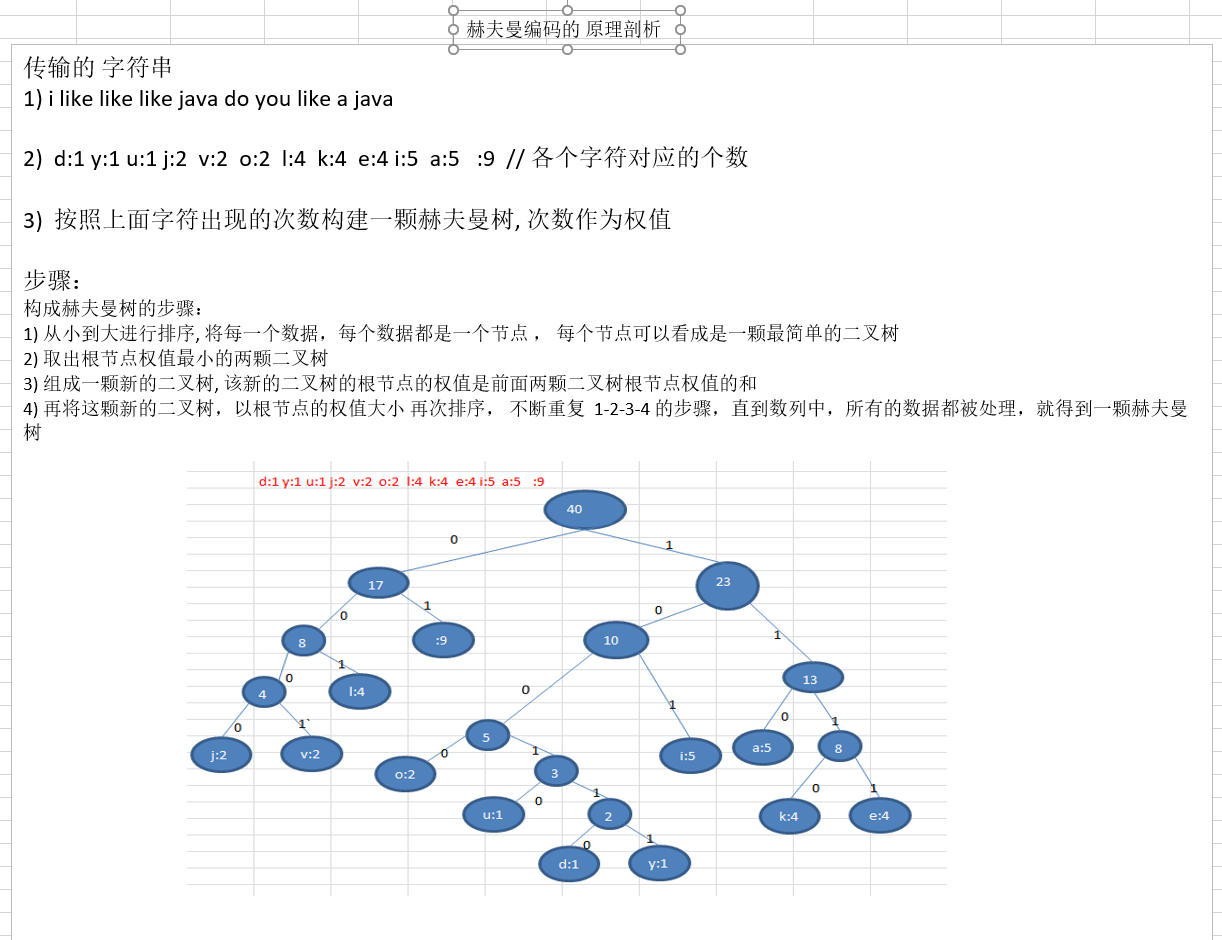 赫夫曼编码的 原理剖析
传输的 字符串
1) i like like like java do you like a java
2)  d:1 y:1 u:1 j:2  v:2  o:2  l:4  k:4  e:4 i:5  a:5   :9  // 各个字符对应的个数
3)  按照上面字符出现的次数构建一颗赫夫曼树, 次数作为权值
步骤：
构成赫夫曼树的步骤：
1) 从小到大进行排序, 将每一个数据，每个数据都是一个节点 ， 每个节点可以看成是一颗最简单的二叉树
2) 取出根节点权值最小的两颗二叉树
3) 组成一颗新的二叉树, 该新的二叉树的根节点的权值是前面两颗二叉树根节点权值的和
4) 再将这颗新的二叉树，以根节点的权值大小 再次排序， 不断重复  1-2-3-4 的步骤，直到数列中，所有的数据都被处理，就得到一颗赫夫曼
树
d:1 y:1 u:1 j:2  v:2  o:2  l:4  k:4  e:4 i:5  a:5   :9
40
0
1
17
23
0
1
0
1
8
:9
10
13
0
1
0
1
0
1
4
l:4
5
i:5
a:5
8
0
1`
0
1
0
1
j:2
v:2
o:2
3
k:4
e:4
0
1
u:1
2
0
1
d:1
y:1